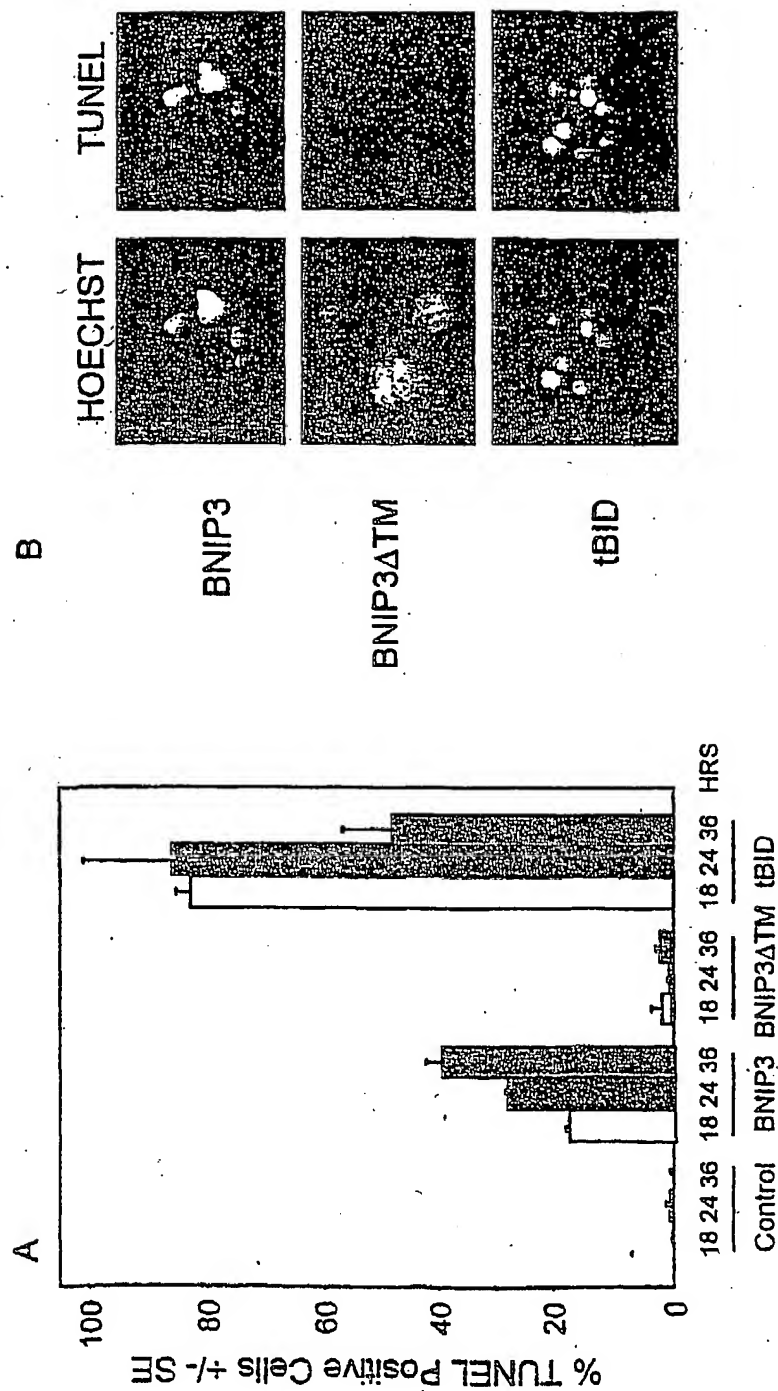 A
% TUNEL Positive Cells +/- SE
100
80
60
40
20
0
18 24 36 18 24 36 18 24 36 18 24 36 HRS
Control BNIP3 BNIP3ΔTM tBID
B
HOECHST TUNEL
BNIP3
BNIP3ΔTM
tBID